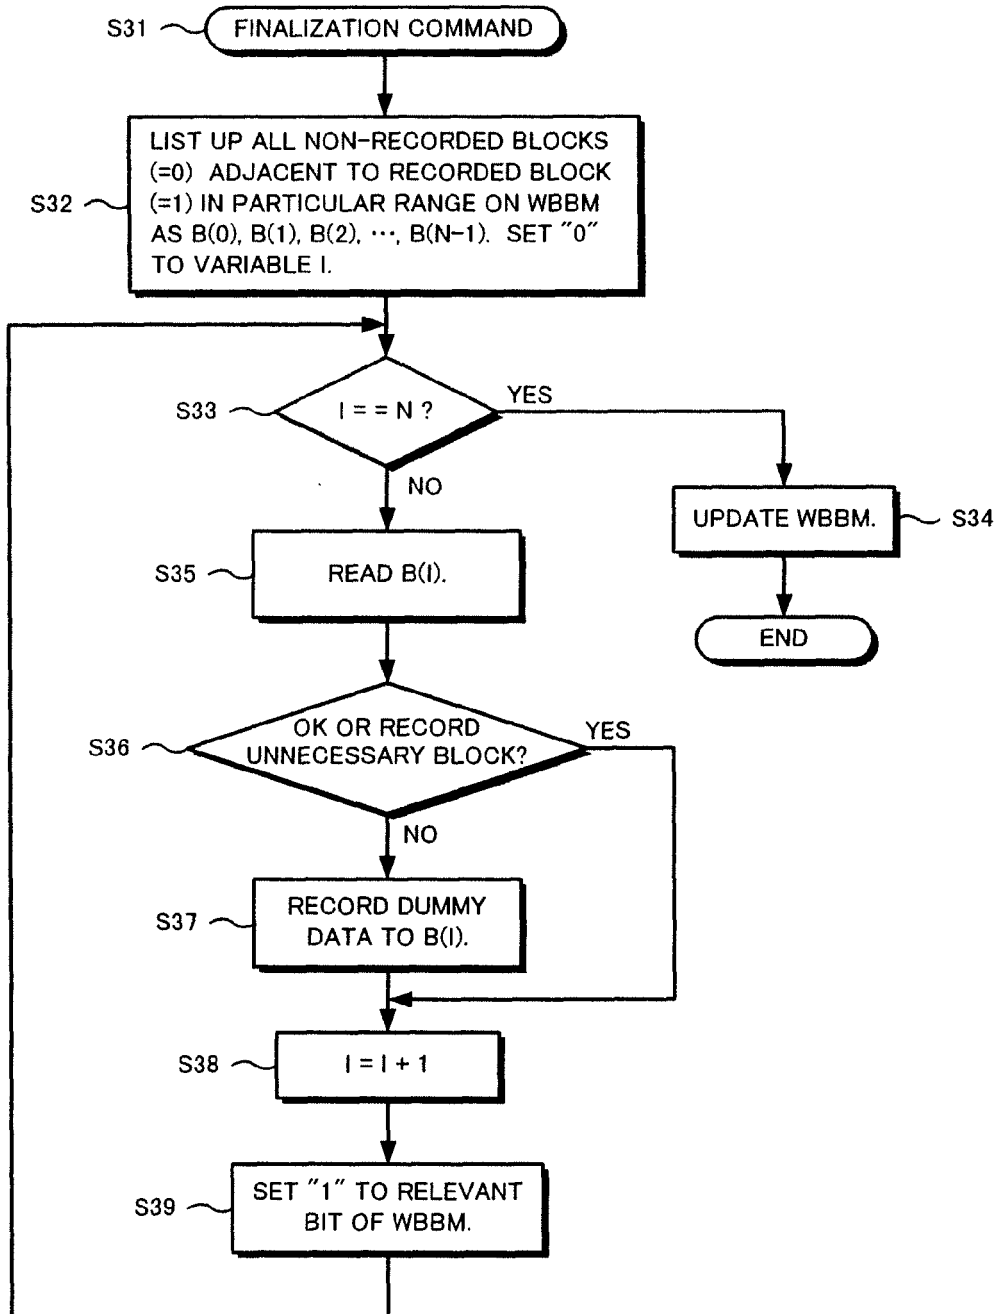 S31
FINALIZATION COMMAND
S32
LIST UP ALL NON-RECORDED BLOCKS
(=0) ADJACENT TO RECORDED BLOCK
(=1) IN PARTICULAR RANGE ON WBBM
AS B(0), B(1), B(2), ···, B(N-1). SET "0"
TO VARIABLE I.
S33
I = = N ?
YES
NO
UPDATE WBBM.
S34
S35
READ B(I).
END
S36
OK OR RECORD
UNNECESSARY BLOCK?
YES
NO
S37
RECORD DUMMY
DATA TO B(I).
S38
I = I + 1
S39
SET "1" TO RELEVANT
BIT OF WBBM.